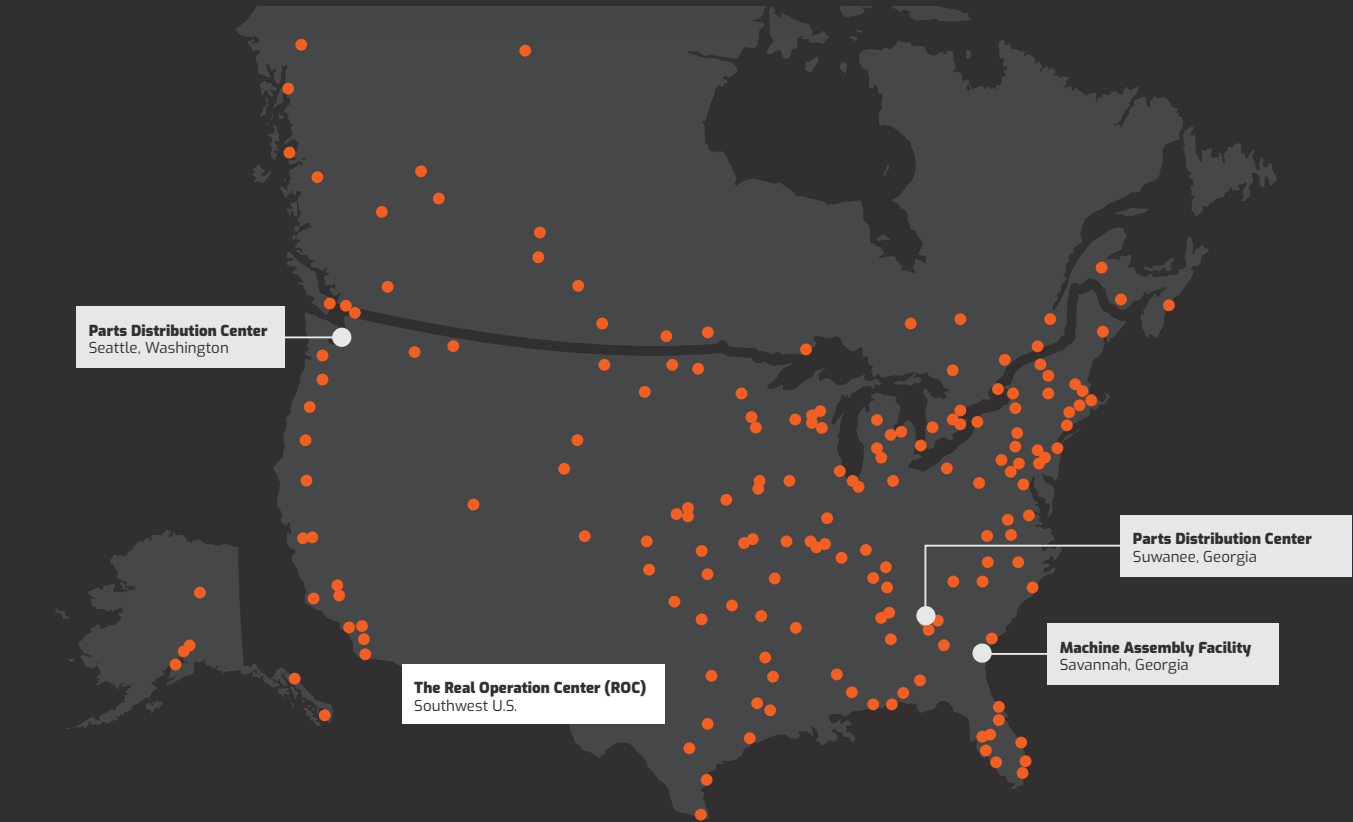 Parts Distribution Center
Seattle, Washington
Parts Distribution Center
Suwanee, Georgia
Machine Assembly Facility
Savannah, Georgia
The Real Operation Center (ROC)
Southwest U.S.